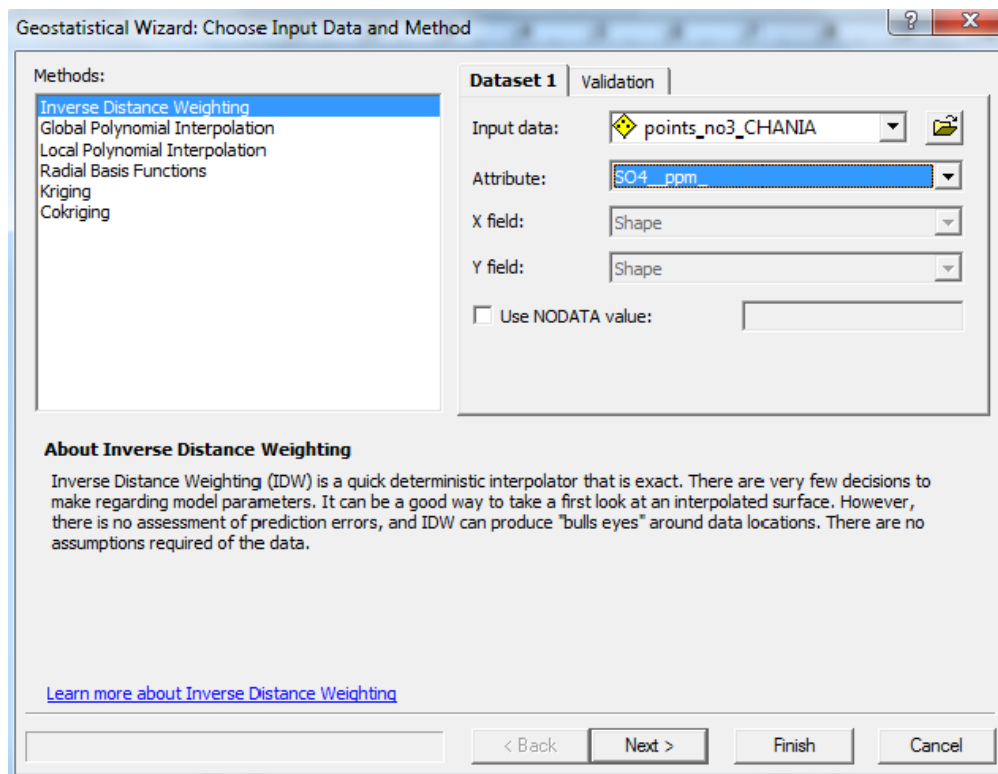 Geostatistical Wizard: Choose Input Data and Method
Methods:
Inverse Distance Weighting
Global Polynomial Interpolation
Local Polynomial Interpolation
Radial Basis Functions
Kriging
Cokriging
Dataset 1
Validation
Input data:
points_no3_CHANIA
Attribute:
SO4__ppm_
X field:
Shape
Y field:
Shape
Use NODATA value:
About Inverse Distance Weighting
Inverse Distance Weighting (IDW) is a quick deterministic interpolator that is exact. There are very few decisions to
make regarding model parameters. It can be a good way to take a first look at an interpolated surface. However,
there is no assessment of prediction errors, and IDW can produce "bulls eyes" around data locations. There are no
assumptions required of the data.
Learn more about Inverse Distance Weighting
< Back
Next >
Finish
Cancel